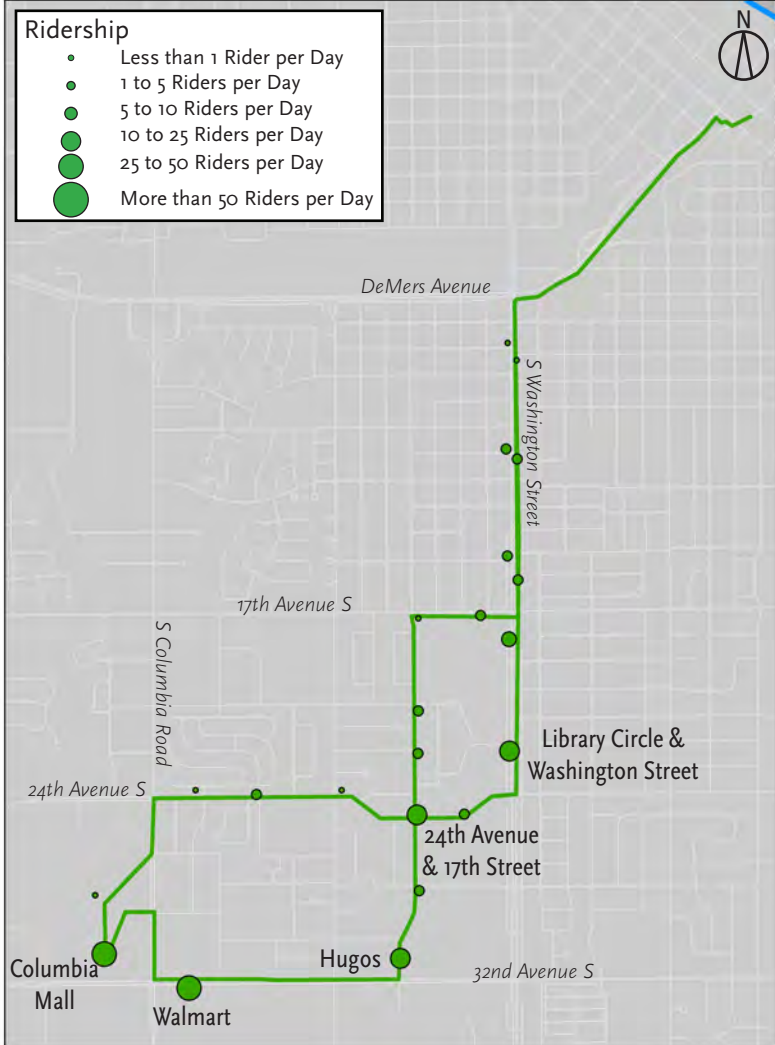 Ridership
Less than 1 Rider per Day
1 to 5 Riders per Day
5 to 10 Riders per Day
10 to 25 Riders per Day
25 to 50 Riders per Day
More than 50 Riders per Day
N
DeMers Avenue
S Washington Street
17th Avenue S
S Columbia Road
Library Circle &
Washington Street
24th Avenue S
24th Avenue
& 17th Street
Hugos
32nd Avenue S
Columbia
Mall
Walmart